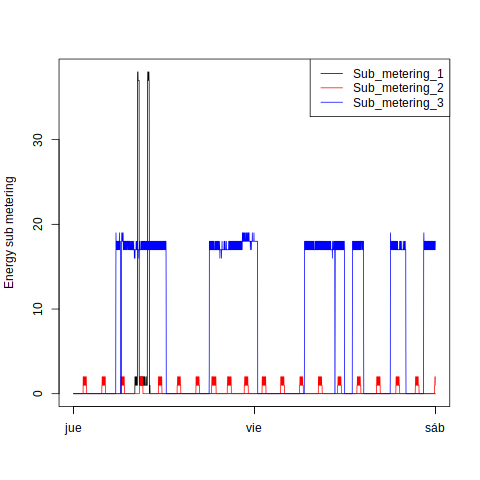 Sub_metering_1
Sub_metering_2
Sub_metering_3
Energy sub metering
30
20
10
0
jue
vie
sáb